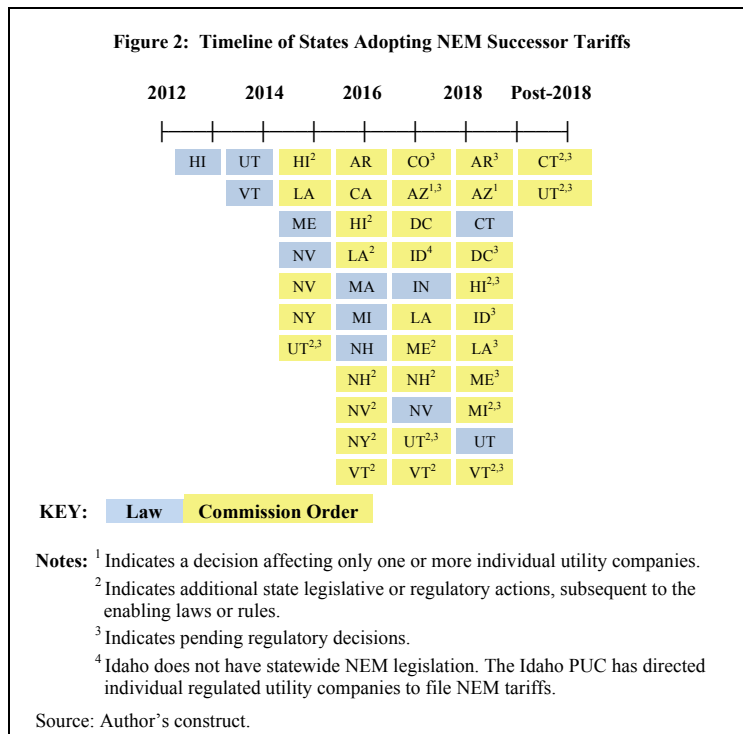 Figure 2: Timeline of States Adopting NEM Successor Tariffs
2012 2014 2016 2018 Post-2018
HI UT HI² AR CO³ AR³ CT²,³
VT LA CA AZ¹,³ AZ¹ UT²,³
ME HI² DC CT
NV LA² ID⁴ DC³
NV MA IN HI²,³
NY MI LA ID³
UT²,³ NH ME² LA³
NH² NH² ME³
NV² NV MI²,³
NY² UT²,³ UT
VT² VT² VT²,³
KEY: Law Commission Order
Notes: ¹ Indicates a decision affecting only one or more individual utility companies.
² Indicates additional state legislative or regulatory actions, subsequent to the
enabling laws or rules.
³ Indicates pending regulatory decisions.
⁴ Idaho does not have statewide NEM legislation. The Idaho PUC has directed
individual regulated utility companies to file NEM tariffs.
Source: Author’s construct.